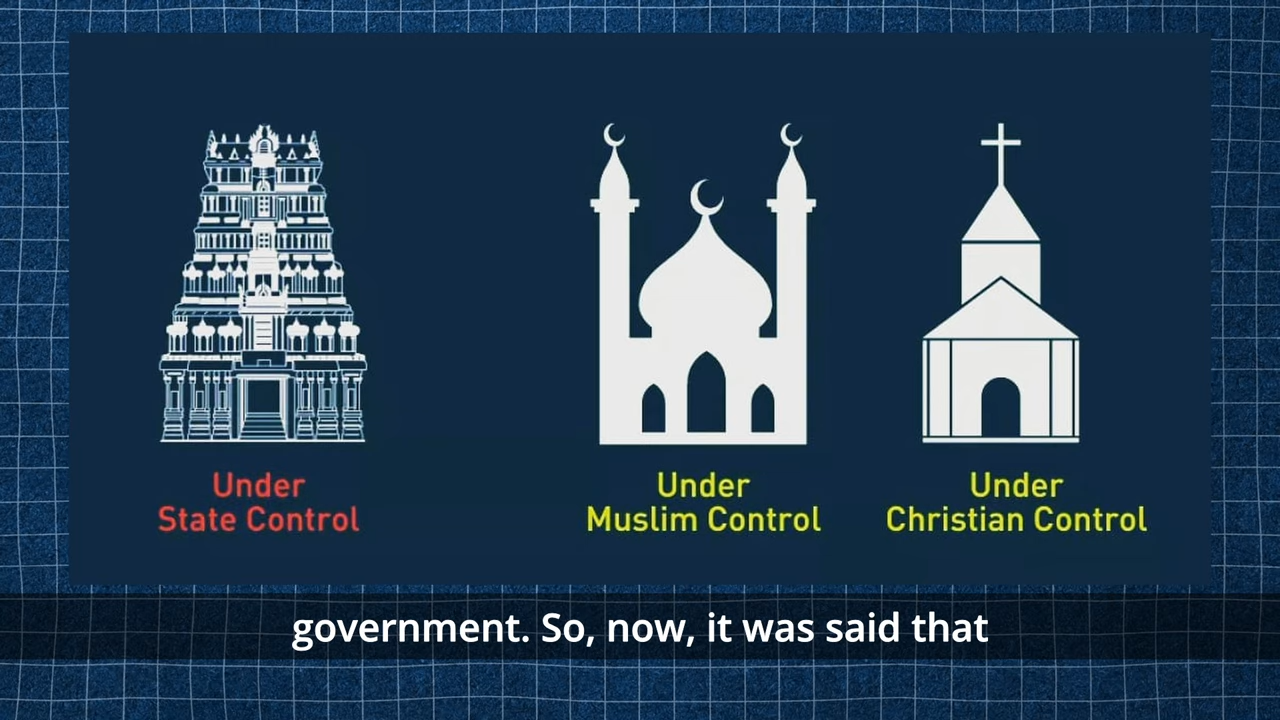 Under
State Control
Under
Muslim Control
Under
Christian Control
government. So, now, it was said that